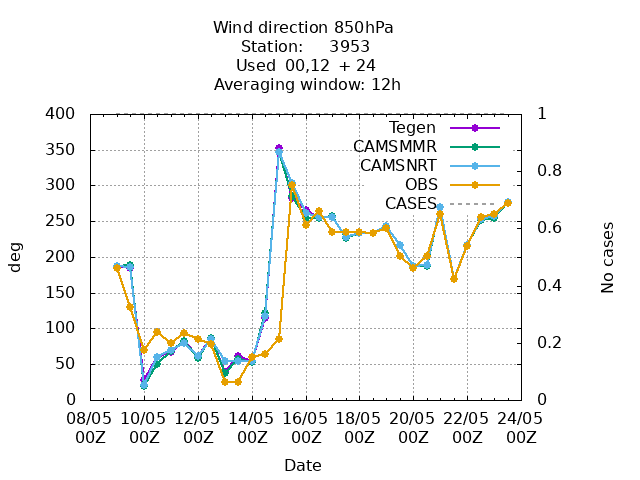 Wind direction 850hPa
Station:     3953
Used  00,12  + 24
Averaging window: 12h
400 1
350
300 0.8
250
0.6
200
150 0.4
100
0.2
50
0 0
deg
No cases
Tegen
CAMSMMR
CAMSNRT
OBS
CASES
08/05 10/05 12/05 14/05 16/05 18/05 20/05 22/05 24/05
00Z 00Z 00Z 00Z 00Z 00Z 00Z 00Z 00Z
Date